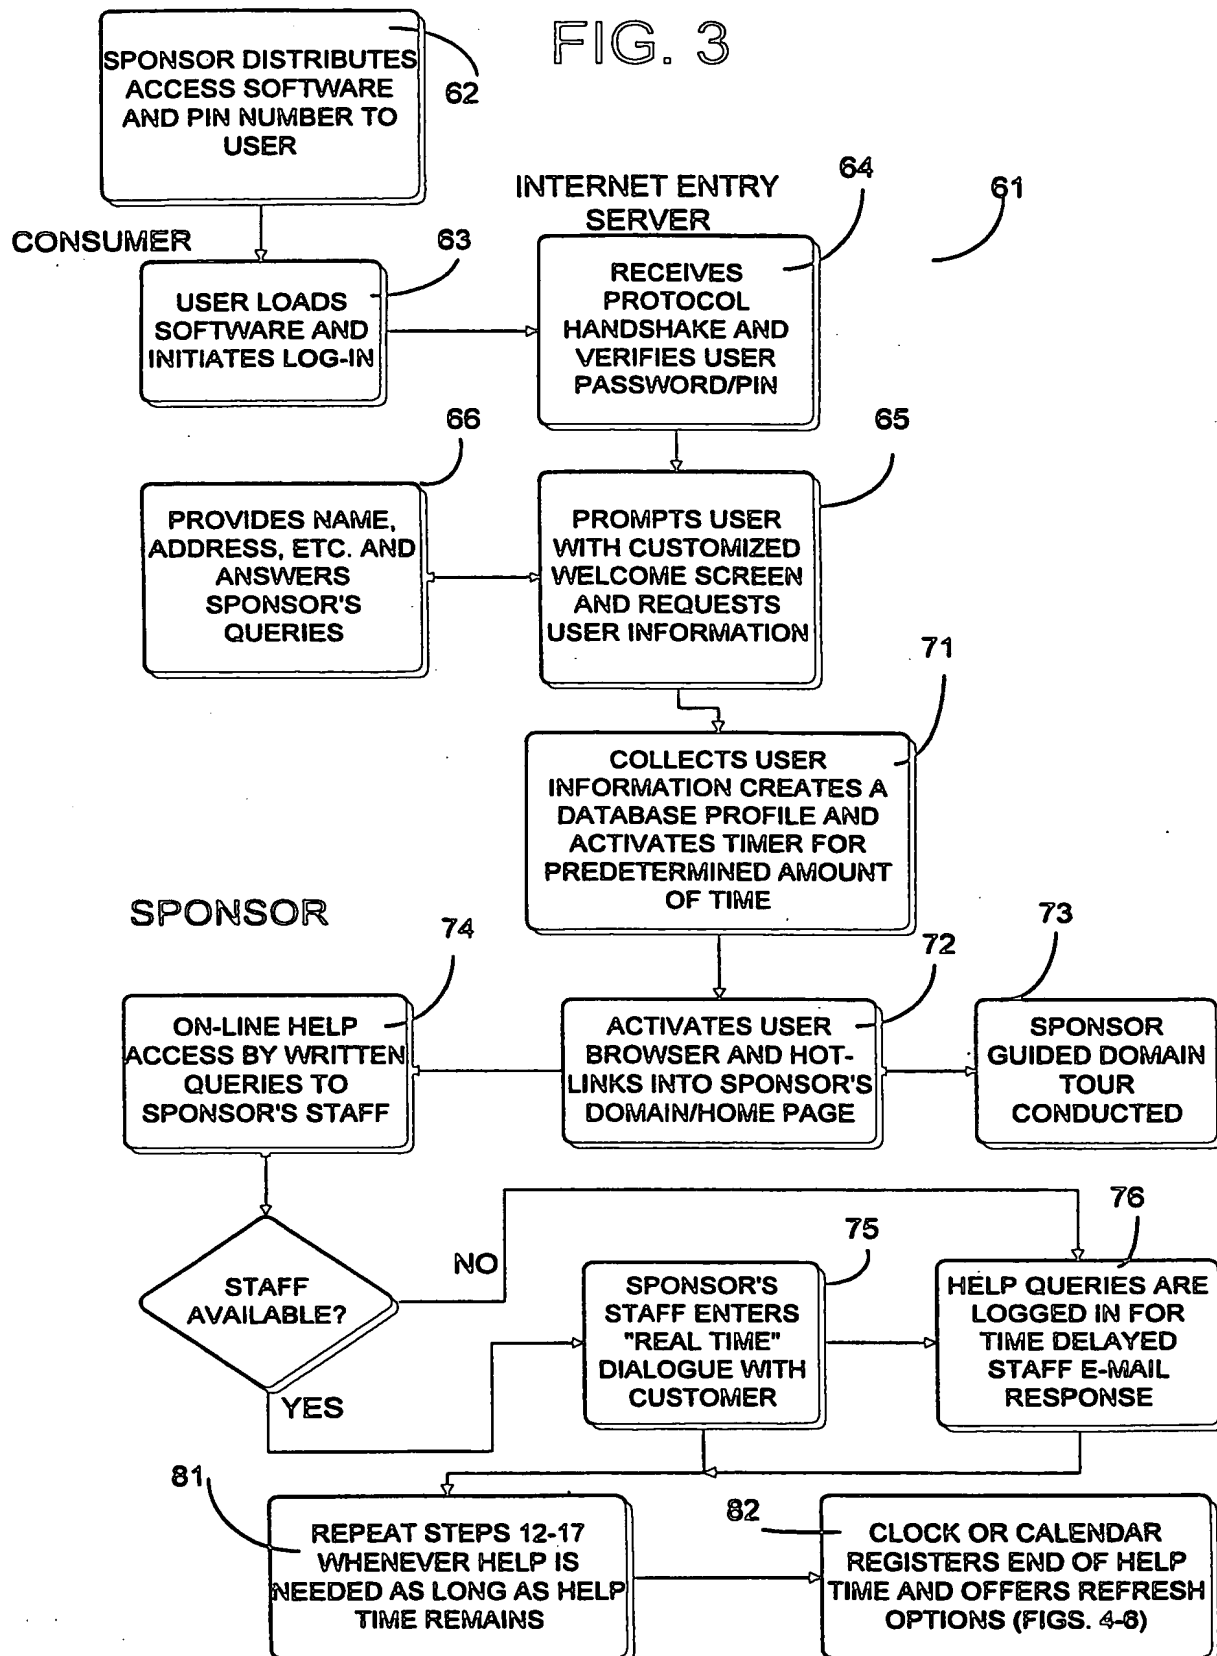 FIG. 3
SPONSOR DISTRIBUTES
ACCESS SOFTWARE
AND PIN NUMBER TO
USER
62
CONSUMER
INTERNET ENTRY
SERVER
64
61
63
USER LOADS
SOFTWARE AND
INITIATES LOG-IN
RECEIVES
PROTOCOL
HANDSHAKE AND
VERIFIES USER
PASSWORD/PIN
66
65
PROVIDES NAME,
ADDRESS, ETC. AND
ANSWERS
SPONSOR'S
QUERIES
PROMPTS USER
WITH CUSTOMIZED
WELCOME SCREEN
AND REQUESTS
USER INFORMATION
71
COLLECTS USER
INFORMATION CREATES A
DATABASE PROFILE AND
ACTIVATES TIMER FOR
PREDETERMINED AMOUNT
OF TIME
SPONSOR
74
72
73
ON-LINE HELP
ACCESS BY WRITTEN
QUERIES TO
SPONSOR'S STAFF
ACTIVATES USER
BROWSER AND HOT-
LINKS INTO SPONSOR'S
DOMAIN/HOME PAGE
SPONSOR
GUIDED DOMAIN
TOUR
CONDUCTED
STAFF
AVAILABLE?
NO
YES
75
76
SPONSOR'S
STAFF ENTERS
"REAL TIME"
DIALOGUE WITH
CUSTOMER
HELP QUERIES ARE
LOGGED IN FOR
TIME DELAYED
STAFF E-MAIL
RESPONSE
81
82
REPEAT STEPS 12-17
WHENEVER HELP IS
NEEDED AS LONG AS HELP
TIME REMAINS
CLOCK OR CALENDAR
REGISTERS END OF HELP
TIME AND OFFERS REFRESH
OPTIONS (FIGS. 4-8)